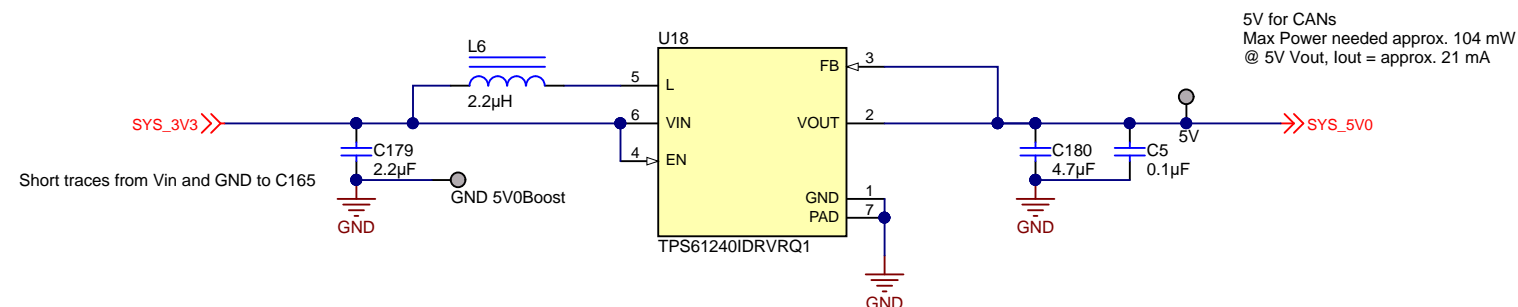 5V for CANs
Max Power needed approx. 104 mW
@ 5V Vout, Iout = approx. 21 mA
U18
L6
2.2µH
FB
3
5
L
SYS_3V3
6
VIN
VOUT
2
5V
SYS_5V0
4
EN
C179
2.2µF
C180
4.7µF
C5
0.1µF
Short traces from Vin and GND to C165
GND 5V0Boost
GND
GND
1
PAD
7
GND
TPS61240IDRVRQ1
GND